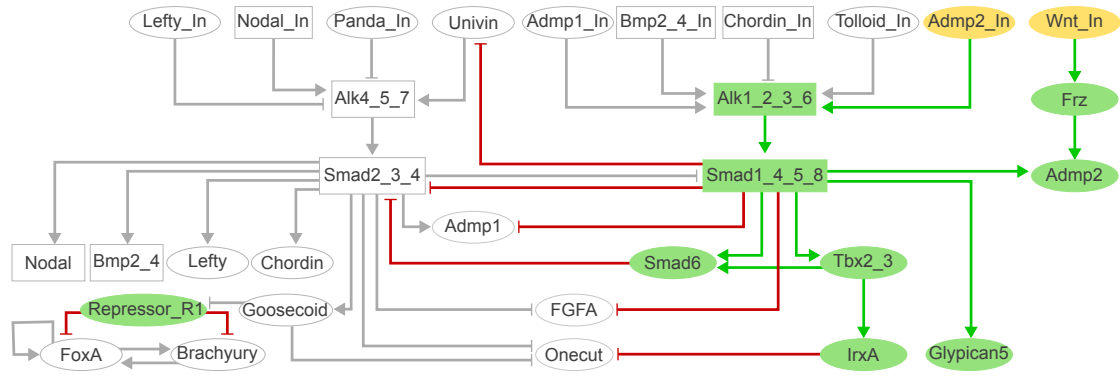 Lefty_In
Nodal_In
Panda_In
Univin
Admp1_In
Bmp2_4_In
Chordin_In
Tolloid_In
Admp2_In
Wnt_In
Alk4_5_7
Alk1_2_3_6
Frz
Smad2_3_4
Smad1_4_5_8
Admp2
Admp1
Nodal
Bmp2_4
Lefty
Chordin
Smad6
Tbx2_3
Repressor_R1
Goosecoid
FGFA
FoxA
Brachyury
Onecut
IrxA
Glypican5